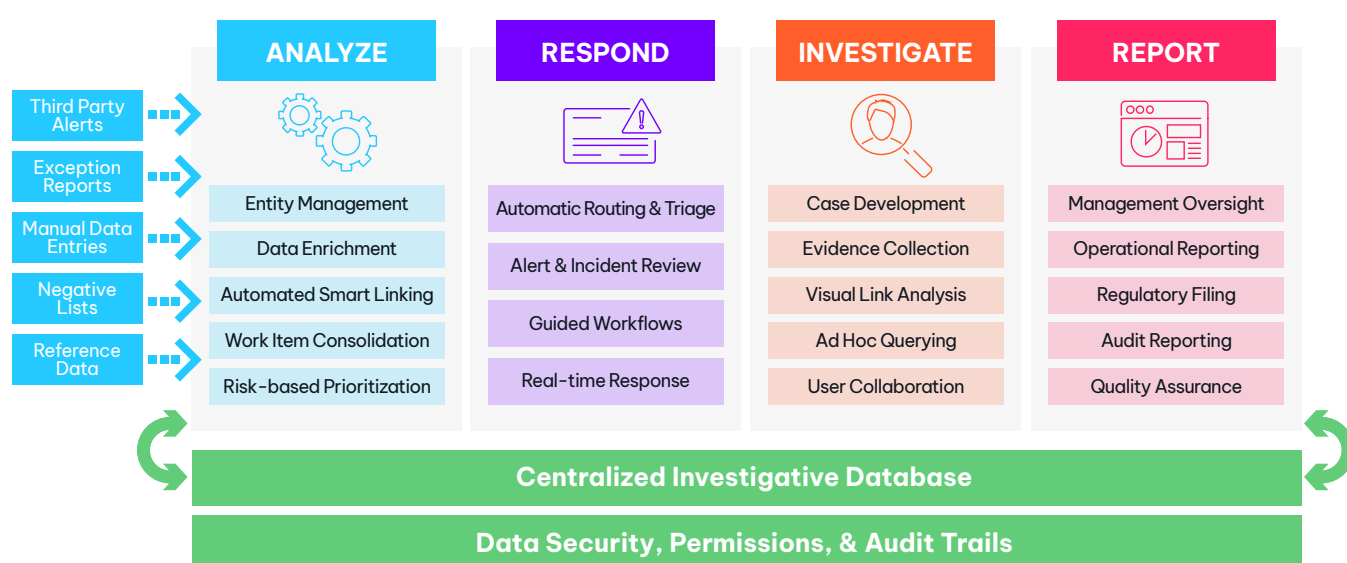 ANALYZE
RESPOND
INVESTIGATE
REPORT
Third Party
Alerts
Exception
Reports
Manual Data
Entries
Negative
Lists
Reference
Data
Entity Management
Data Enrichment
Automated Smart Linking
Work Item Consolidation
Risk-based Prioritization
Automatic Routing & Triage
Alert & Incident Review
Guided Workflows
Real-time Response
Case Development
Evidence Collection
Visual Link Analysis
Ad Hoc Querying
User Collaboration
Management Oversight
Operational Reporting
Regulatory Filing
Audit Reporting
Quality Assurance
Centralized Investigative Database
Data Security, Permissions, & Audit Trails